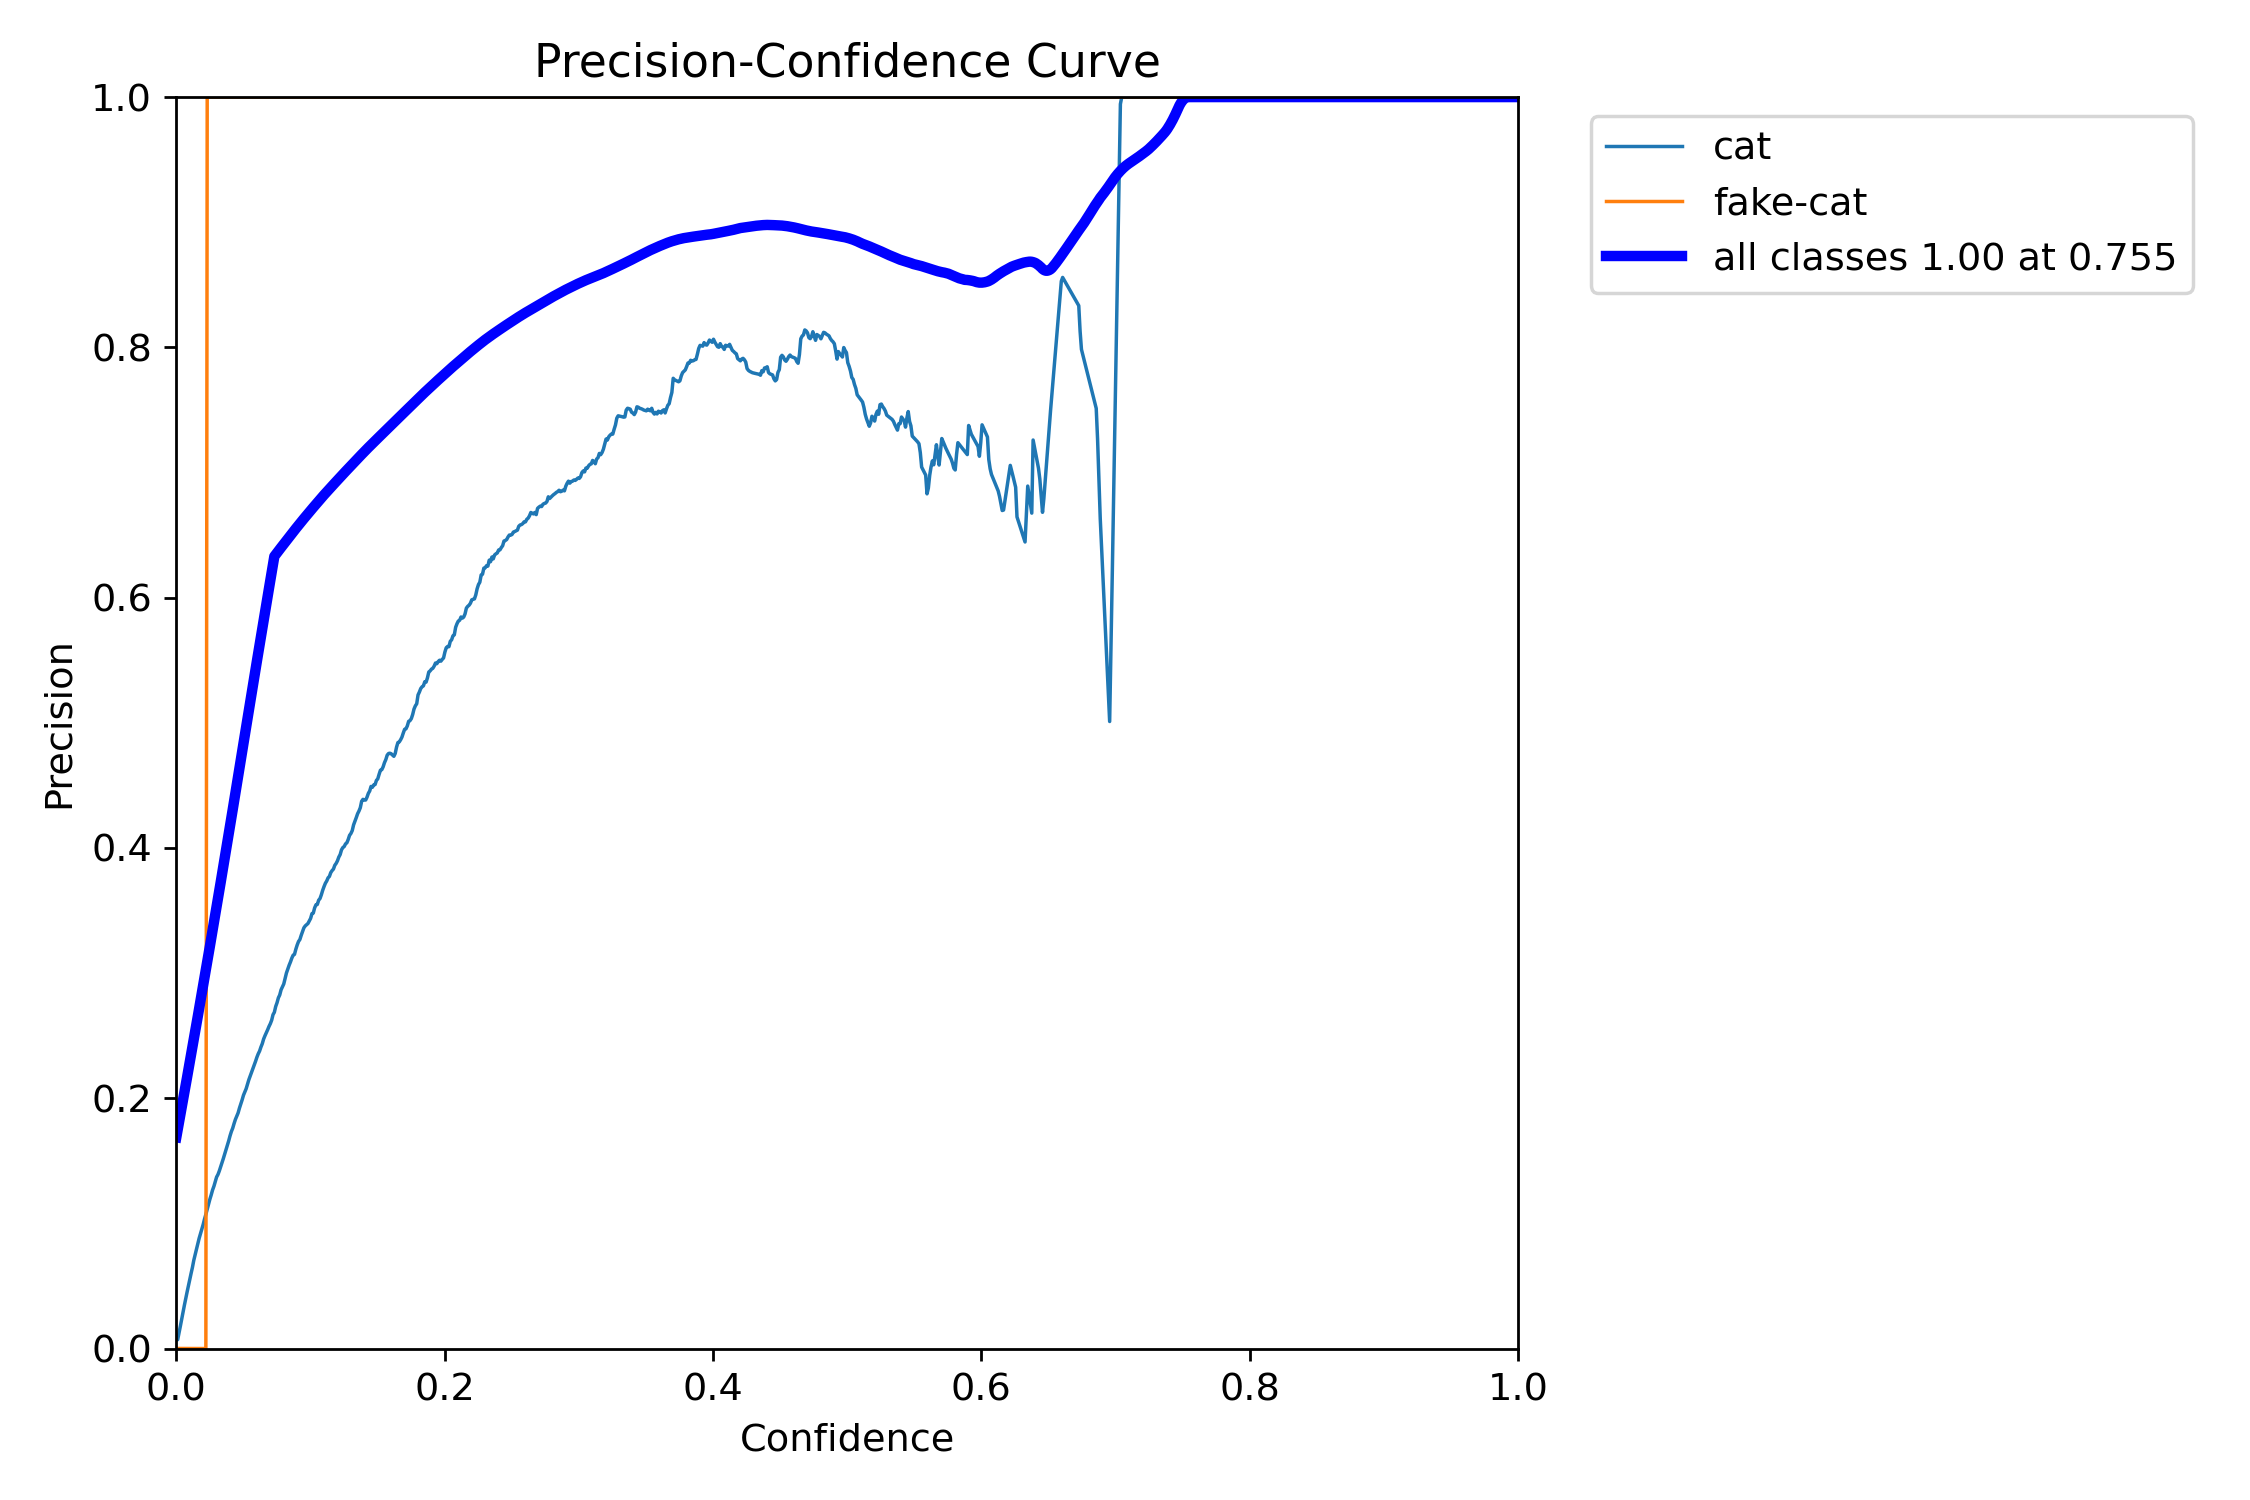 Precision-Confidence Curve
1.0
0.8
0.6
0.4
0.2
0.0
Precision
0.0 0.2 0.4 0.6 0.8 1.0
Confidence
cat
fake-cat
all classes 1.00 at 0.755